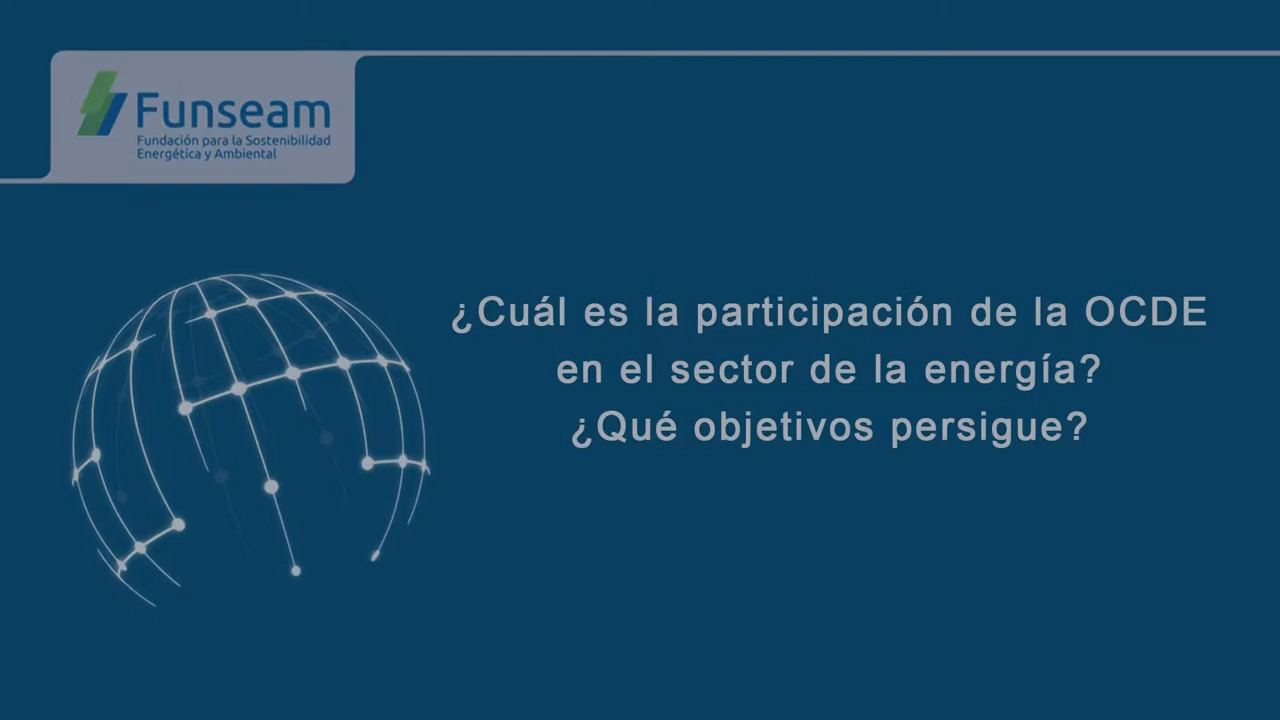 Funseam
Fundación para la Sostenibilidad
Energética y Ambiental
¿Cuál es la participación de la OCDE
en el sector de la energía?
¿Qué objetivos persigue?